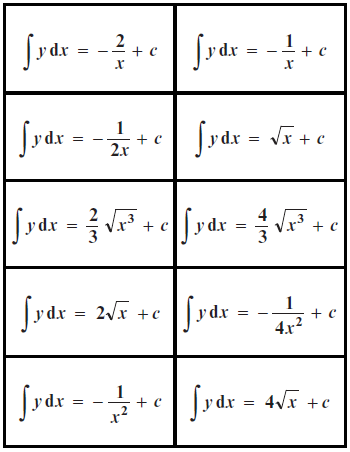 ∫ y dx = −2/x + c    ∫ y dx = −1/x + c
∫ y dx = −1/(2x) + c    ∫ y dx = √x + c
∫ y dx = (2/3)√(x³) + c    ∫ y dx = (4/3)√(x³) + c
∫ y dx = 2√x + c    ∫ y dx = −1/(4x²) + c
∫ y dx = −1/x² + c    ∫ y dx = 4√x + c